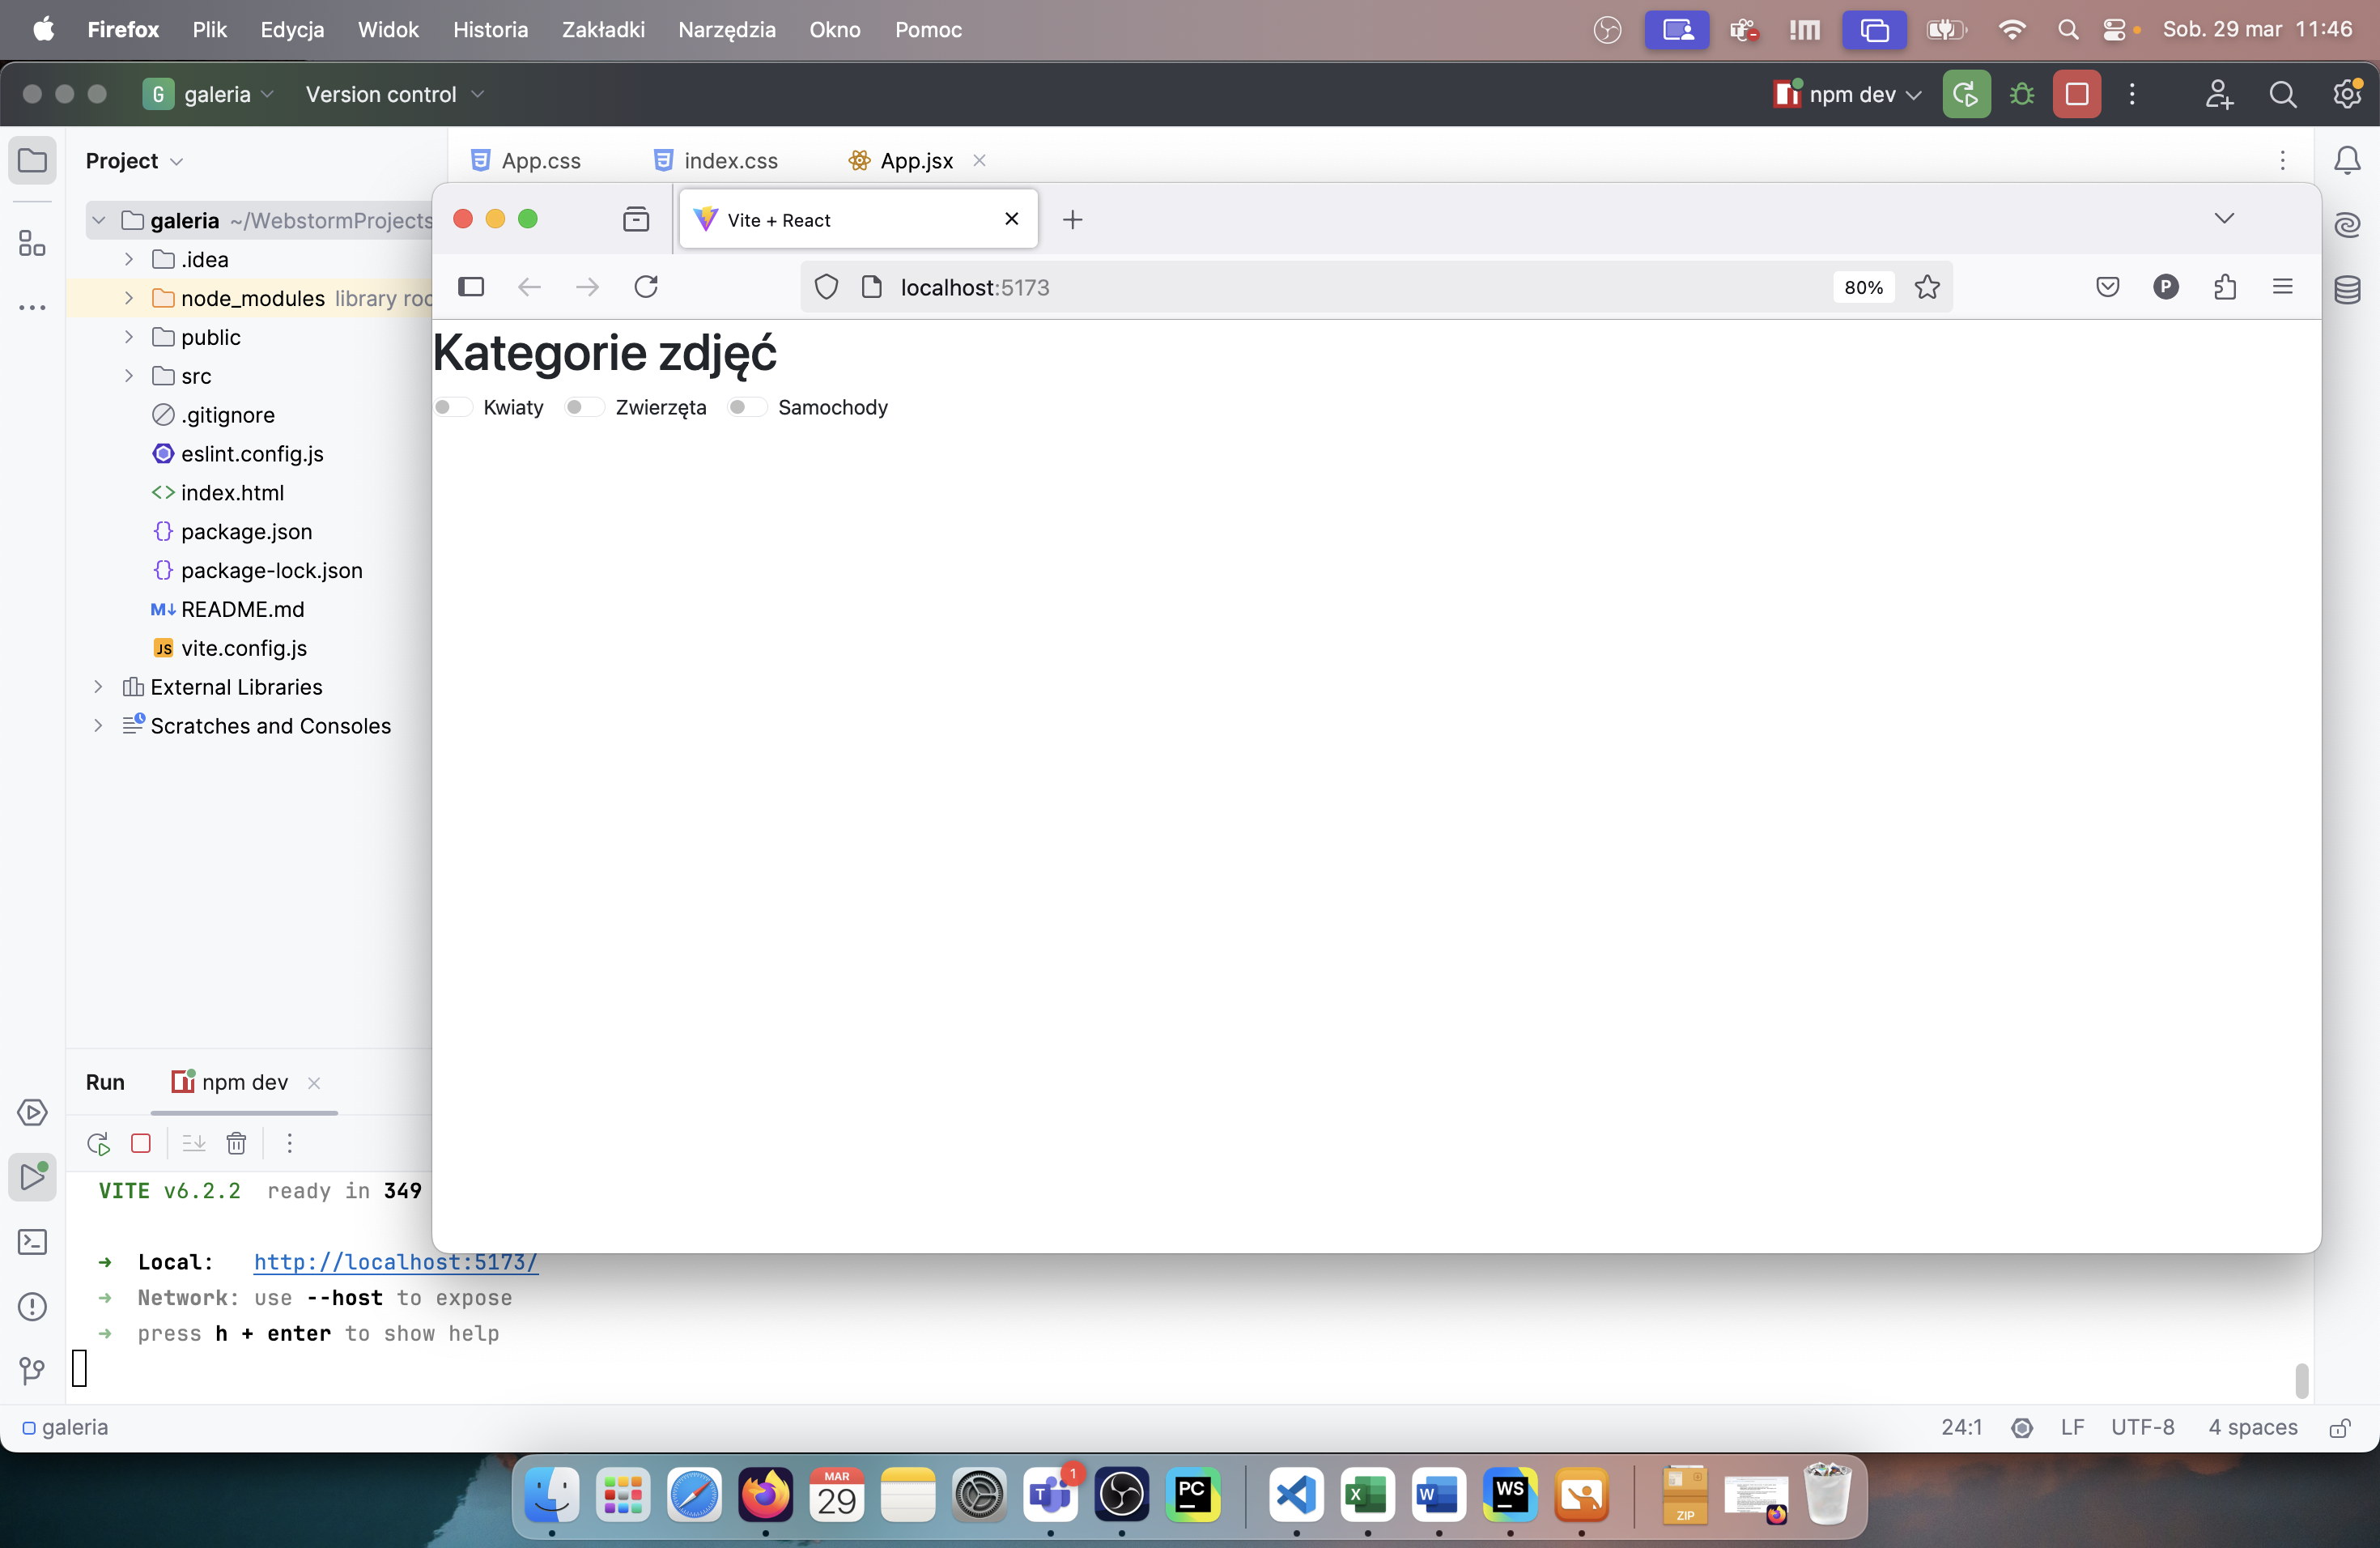 Firefox Plik Edycja Widok Historia Zakładki Narzędzia Okno Pomoc Sob. 29 mar 11:46
G galeria Version control npm dev
Project App.css index.css App.jsx
galeria ~/WebstormProjects
.idea
node_modules library roo
public
src
.gitignore
eslint.config.js
index.html
package.json
package-lock.json
README.md
vite.config.js
External Libraries
Scratches and Consoles
Vite + React
localhost:5173 80% P
Kategorie zdjęć
Kwiaty Zwierzęta Samochody
Run npm dev
VITE v6.2.2 ready in 349
➜ Local: http://localhost:5173/
➜ Network: use --host to expose
➜ press h + enter to show help
galeria 24:1 LF UTF-8 4 spaces
MAR
29
1
T
PC
X
W
WS
ZIP